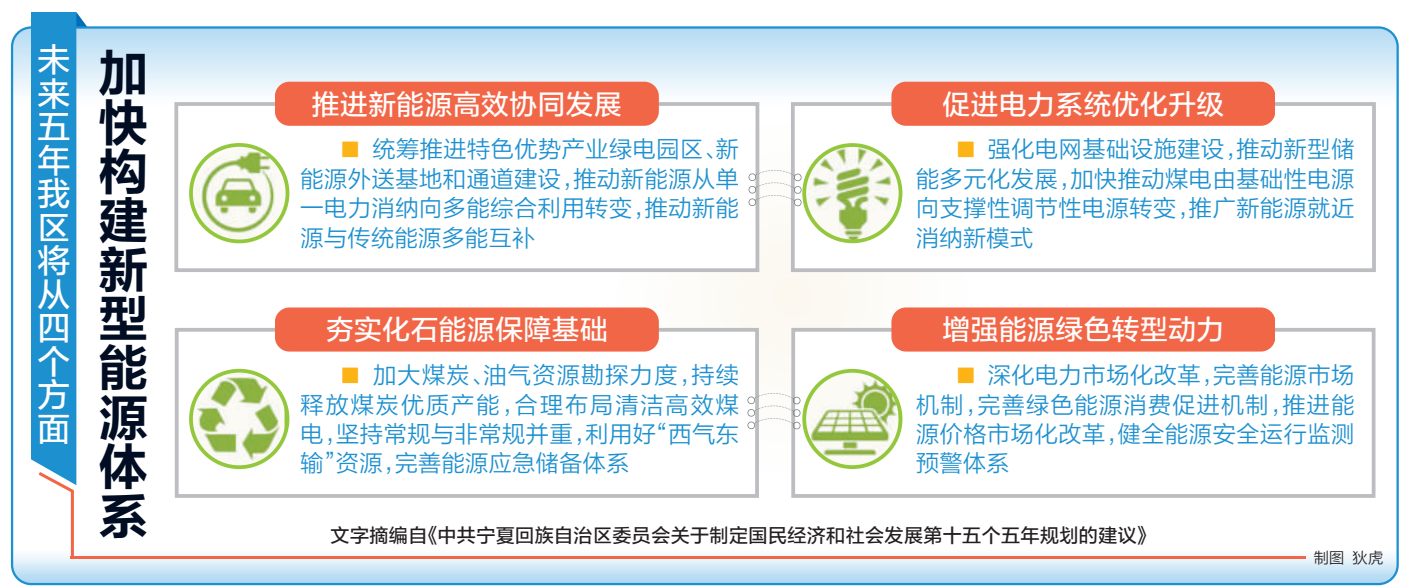 未来五年我区将从四个方面
加快构建新型能源体系
推进新能源高效协同发展
■ 统筹推进特色优势产业绿电园区、新
能源外送基地和通道建设，推动新能源从单
一电力消纳向多能综合利用转变，推动新能
源与传统能源多能互补
促进电力系统优化升级
■ 强化电网基础设施建设，推动新型储
能多元化发展，加快推动煤电由基础性电源
向支撑性调节性电源转变，推广新能源就近
消纳新模式
夯实化石能源保障基础
■ 加大煤炭、油气资源勘探力度，持续
释放煤炭优质产能，合理布局清洁高效煤
电，坚持常规与非常规并重，利用好“西气东
输”资源，完善能源应急储备体系
增强能源绿色转型动力
■ 深化电力市场化改革，完善能源市场
机制，完善绿色能源消费促进机制，推进能
源价格市场化改革，健全能源安全运行监测
预警体系
文字摘编自《中共宁夏回族自治区委员会关于制定国民经济和社会发展第十五个五年规划的建议》
制图 狄虎